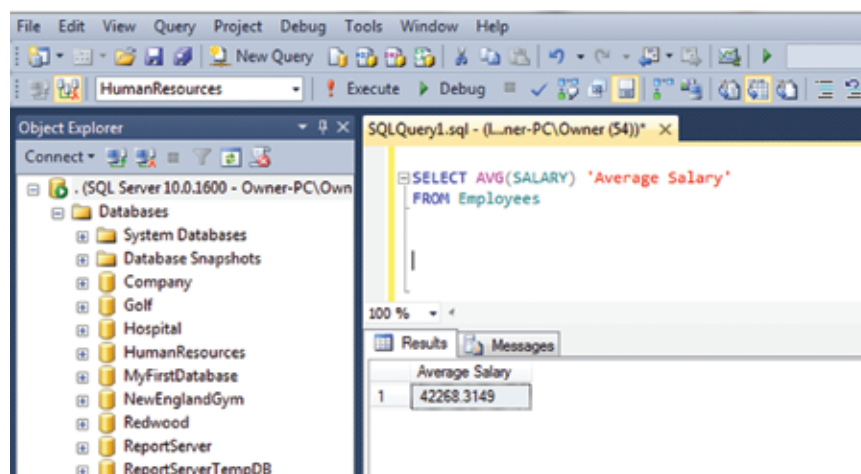 File Edit View Query Project Debug Tools Window Help
New Query
HumanResources Execute Debug
Object Explorer
Connect
. (SQL Server 10.0.1600 - Owner-PC\Own
Databases
System Databases
Database Snapshots
Company
Golf
Hospital
HumanResources
MyFirstDatabase
NewEnglandGym
Redwood
ReportServer
ReportServerTempDB
SQLQuery1.sql - (l...ner-PC\Owner (54))*
SELECT AVG(SALARY) 'Average Salary'
FROM Employees
100 %
Results Messages
Average Salary
1 42268.3149